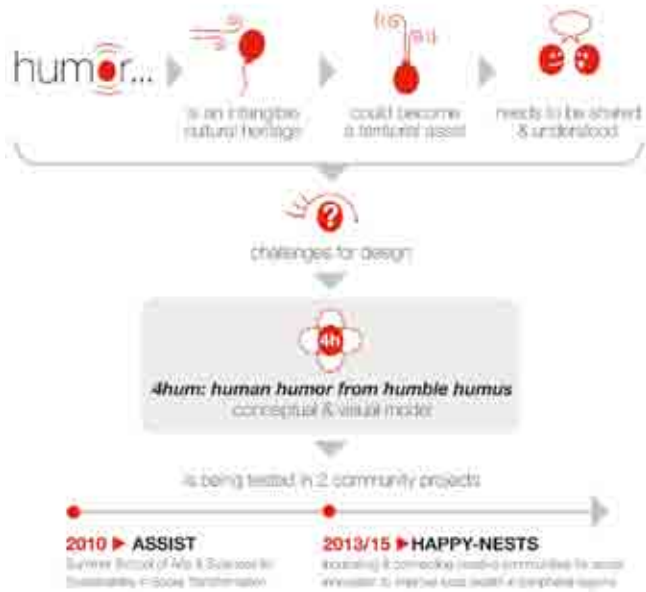 humor...
is an intangible
cultural heritage
could become
a territorial assist
needs to be shared
& understood
?
challenges for design
4h
4hum: human humor from humble humus
conceptual & visual model
is being tested in 2 community projects
2010 ▶ ASSIST
Summer School of Arts & Sciences for
Sustainability in Social Transformation
2013/15 ▶ HAPPY-NESTS
& connecting creative communities for social
innovation to improve local health in peripheral regions